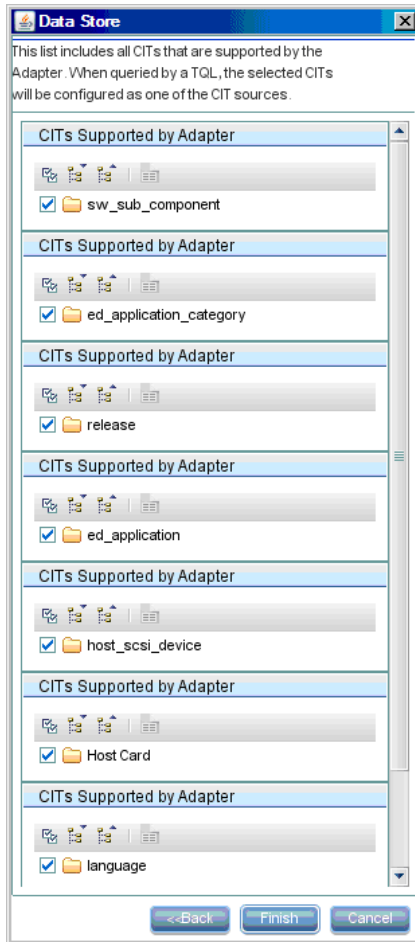 Data Store
This list includes all CITs that are supported by the
Adapter. When queried by a TQL, the selected CITs
will be configured as one of the CIT sources.
CITs Supported by Adapter
sw_sub_component
CITs Supported by Adapter
ed_application_category
CITs Supported by Adapter
release
CITs Supported by Adapter
ed_application
CITs Supported by Adapter
host_scsi_device
CITs Supported by Adapter
Host Card
CITs Supported by Adapter
language
<<Back Finish Cancel